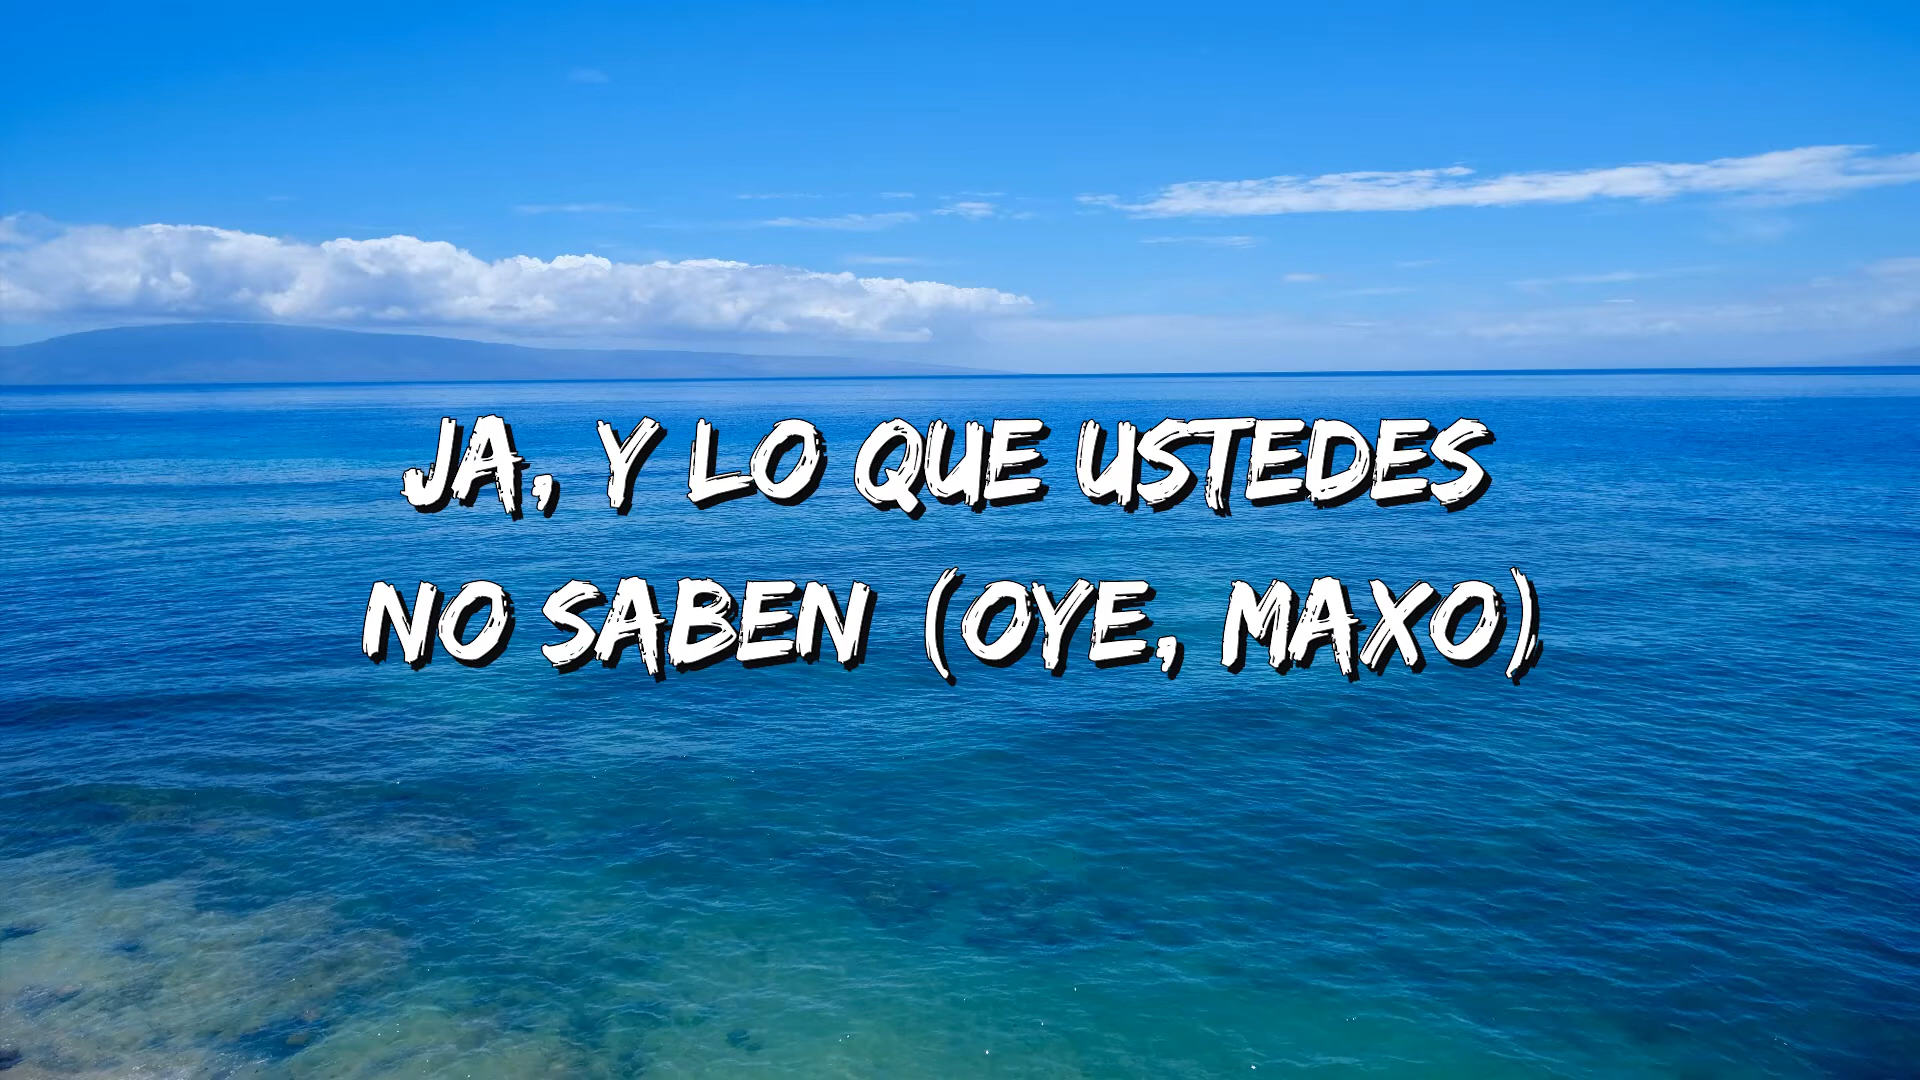 JA, Y LO QUE USTEDES
NO SABEN (OYE, MAXO)